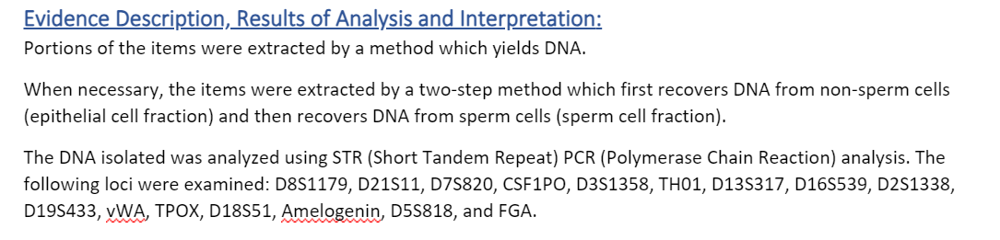 Evidence Description, Results of Analysis and Interpretation:
Portions of the items were extracted by a method which yields DNA.
When necessary, the items were extracted by a two-step method which first recovers DNA from non-sperm cells
(epithelial cell fraction) and then recovers DNA from sperm cells (sperm cell fraction).
The DNA isolated was analyzed using STR (Short Tandem Repeat) PCR (Polymerase Chain Reaction) analysis. The
following loci were examined: D8S1179, D21S11, D7S820, CSF1PO, D3S1358, TH01, D13S317, D16S539, D2S1338,
D19S433, vWA, TPOX, D18S51, Amelogenin, D5S818, and FGA.